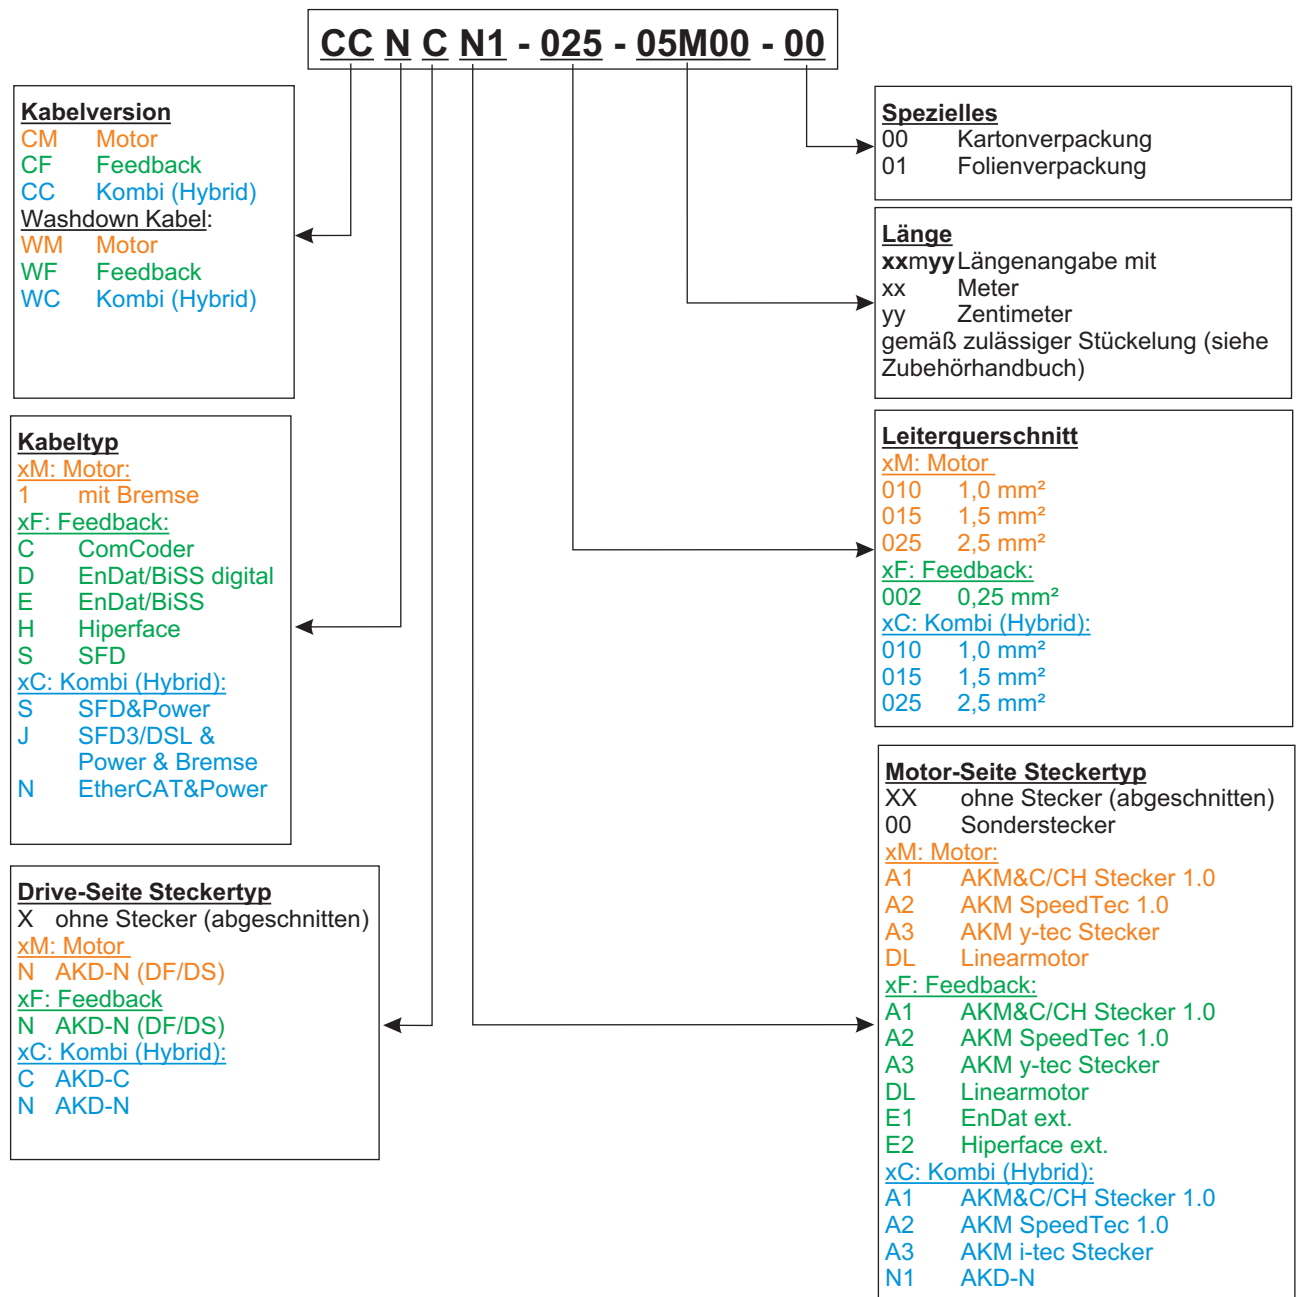 CC N C N1 - 025 - 05M00 - 00
Kabelversion
CM Motor
CF Feedback
CC Kombi (Hybrid)
Washdown Kabel:
WM Motor
WF Feedback
WC Kombi (Hybrid)
Kabeltyp
xM: Motor:
1 mit Bremse
xF: Feedback:
C ComCoder
D EnDat/BiSS digital
E EnDat/BiSS
H Hiperface
S SFD
xC: Kombi (Hybrid):
S SFD&Power
J SFD3/DSL &
Power & Bremse
N EtherCAT&Power
Drive-Seite Steckertyp
X ohne Stecker (abgeschnitten)
xM: Motor
N AKD-N (DF/DS)
xF: Feedback
N AKD-N (DF/DS)
xC: Kombi (Hybrid):
C AKD-C
N AKD-N
Spezielles
00 Kartonverpackung
01 Folienverpackung
Länge
xxmyy Längenangabe mit
xx Meter
yy Zentimeter
gemäß zulässiger Stückelung (siehe
Zubehörhandbuch)
Leiterquerschnitt
xM: Motor
010 1,0 mm²
015 1,5 mm²
025 2,5 mm²
xF: Feedback:
002 0,25 mm²
xC: Kombi (Hybrid):
010 1,0 mm²
015 1,5 mm²
025 2,5 mm²
Motor-Seite Steckertyp
XX ohne Stecker (abgeschnitten)
00 Sonderstecker
xM: Motor:
A1 AKM&C/CH Stecker 1.0
A2 AKM SpeedTec 1.0
A3 AKM y-tec Stecker
DL Linearmotor
xF: Feedback:
A1 AKM&C/CH Stecker 1.0
A2 AKM SpeedTec 1.0
A3 AKM y-tec Stecker
DL Linearmotor
E1 EnDat ext.
E2 Hiperface ext.
xC: Kombi (Hybrid):
A1 AKM&C/CH Stecker 1.0
A2 AKM SpeedTec 1.0
A3 AKM i-tec Stecker
N1 AKD-N